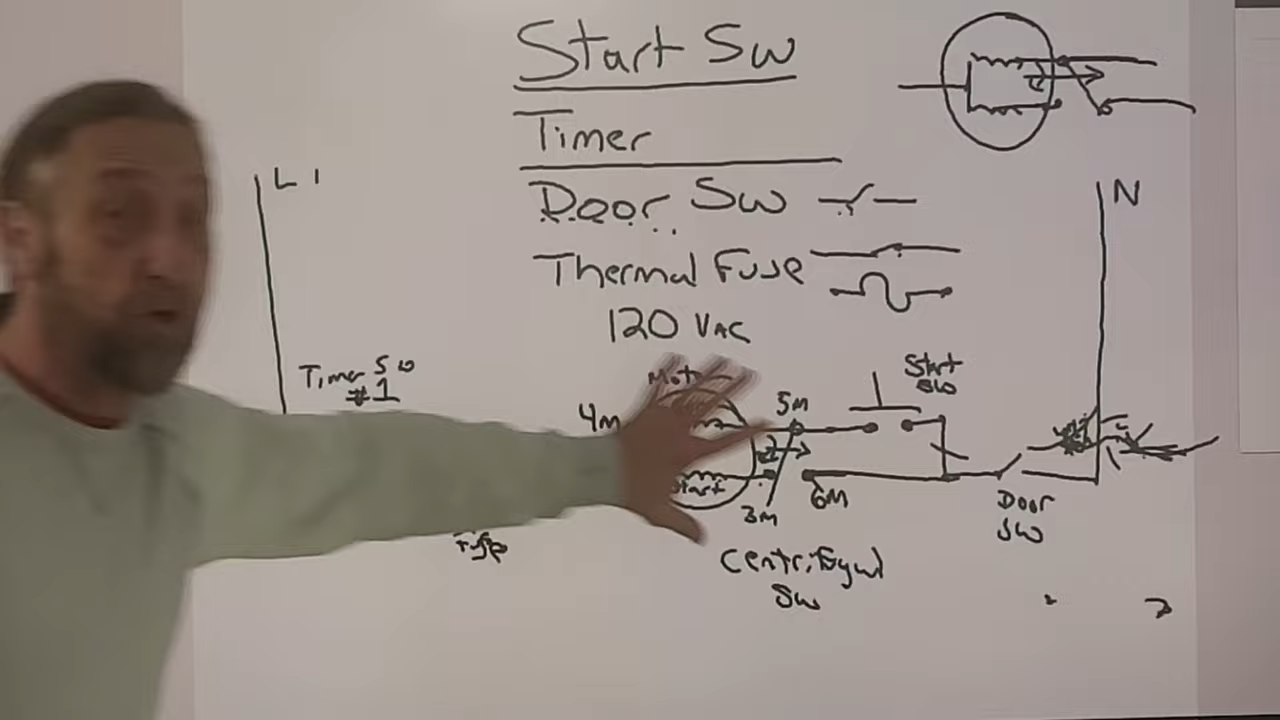 Start Sw
Timer
Door Sw
L1
N
Thermal Fuse
120 VAC
Timer Sw
#1
Start
Sw
4m
5m
Start
3m
6m
Door
Sw
Centrifugal
Sw